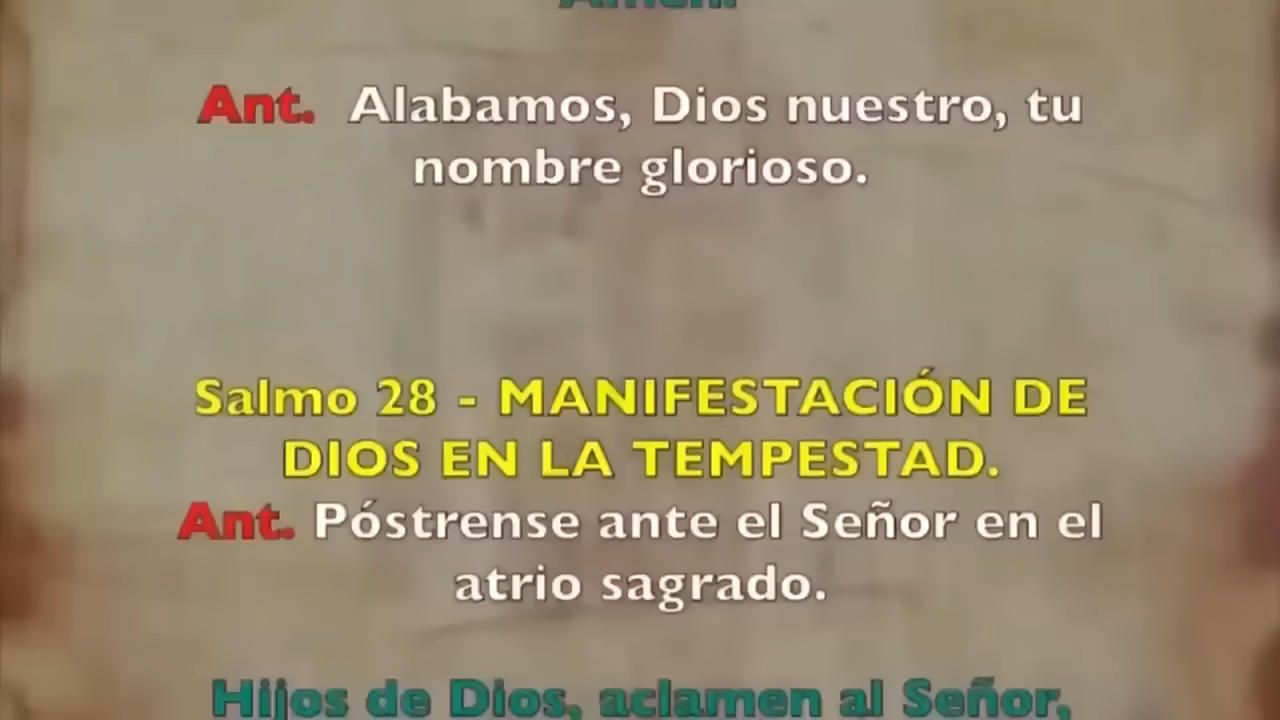 Amén.
Ant. Alabamos, Dios nuestro, tu
nombre glorioso.
Salmo 28 - MANIFESTACIÓN DE
DIOS EN LA TEMPESTAD.
Ant. Póstrense ante el Señor en el
atrio sagrado.
Hijos de Dios, aclamen al Señor,